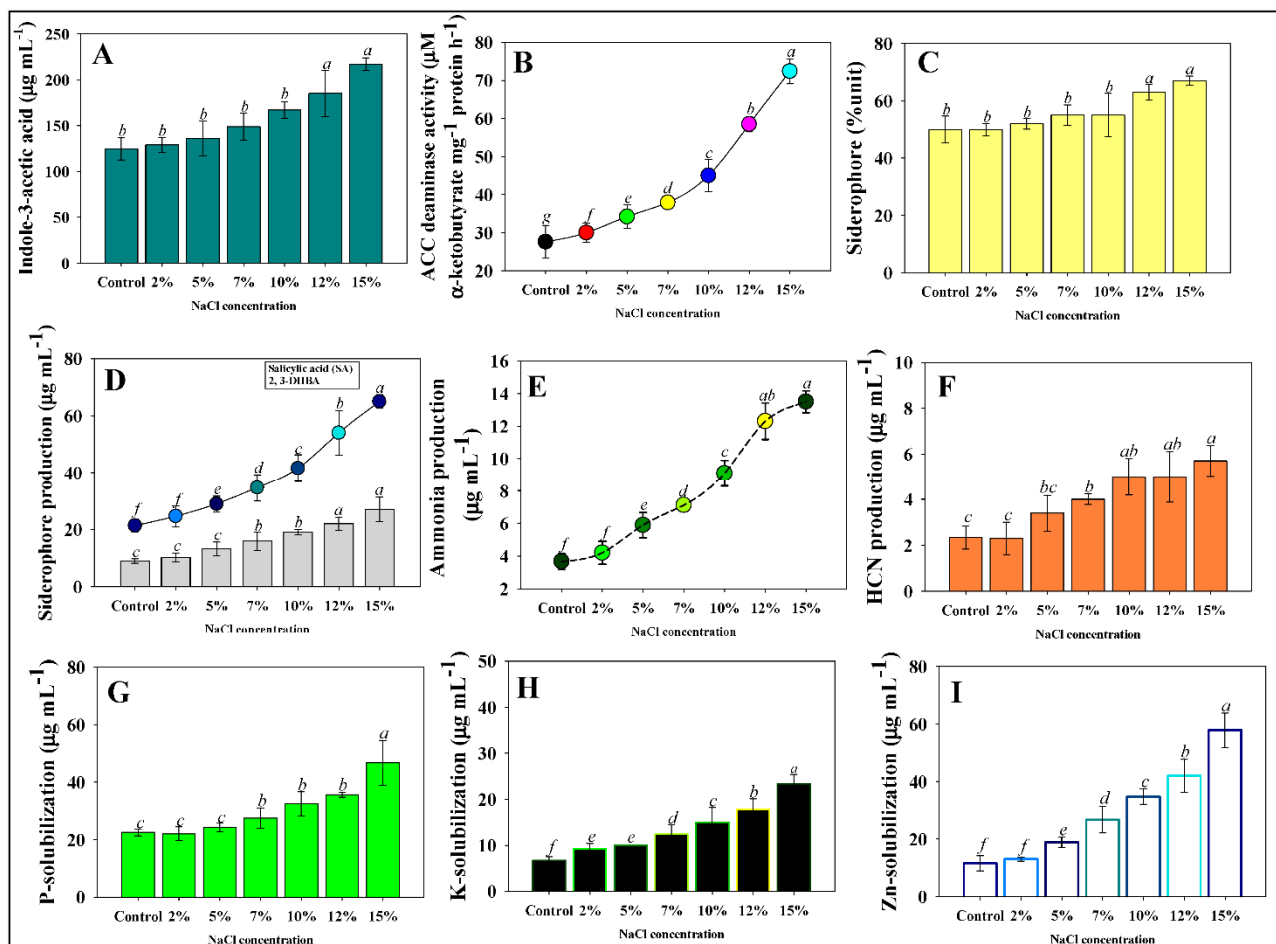 A
Indole-3-acetic acid (µg mL⁻¹)
250
200
150
100
50
0
b b b b b a a
Control 2% 5% 7% 10% 12% 15%
NaCl concentration
B
ACC deaminase activity (µM
α-ketobutyrate mg⁻¹ protein h⁻¹)
80
70
60
50
40
30
20
g f e d c b a
Control 2% 5% 7% 10% 12% 15%
NaCl concentration
C
Siderophore (%unit)
80
60
40
20
0
b b b b b a a
Control 2% 5% 7% 10% 12% 15%
NaCl concentration
D
Siderophore production (µg mL⁻¹)
80
60
40
20
0
Salicylic acid (SA)
2, 3-DHBA
f f e d c b a
c c c b b a a
Control 2% 5% 7% 10% 12% 15%
NaCl concentration
E
Ammonia production
(µg mL⁻¹)
16
14
12
10
8
6
4
2
f f e d c ab a
Control 2% 5% 7% 10% 12% 15%
NaCl concentration
F
HCN production (µg mL⁻¹)
10
8
6
4
2
0
c c bc b ab ab a
Control 2% 5% 7% 10% 12% 15%
NaCl concentration
G
P-solubilization (µg mL⁻¹)
80
60
40
20
0
c c c b b b a
Control 2% 5% 7% 10% 12% 15%
NaCl concentration
H
K-solubilization (µg mL⁻¹)
50
40
30
20
10
0
f e e d c b a
Control 2% 5% 7% 10% 12% 15%
NaCl concentration
I
Zn-solubilization (µg mL⁻¹)
80
60
40
20
0
f f e d c b a
Control 2% 5% 7% 10% 12% 15%
NaCl concentration